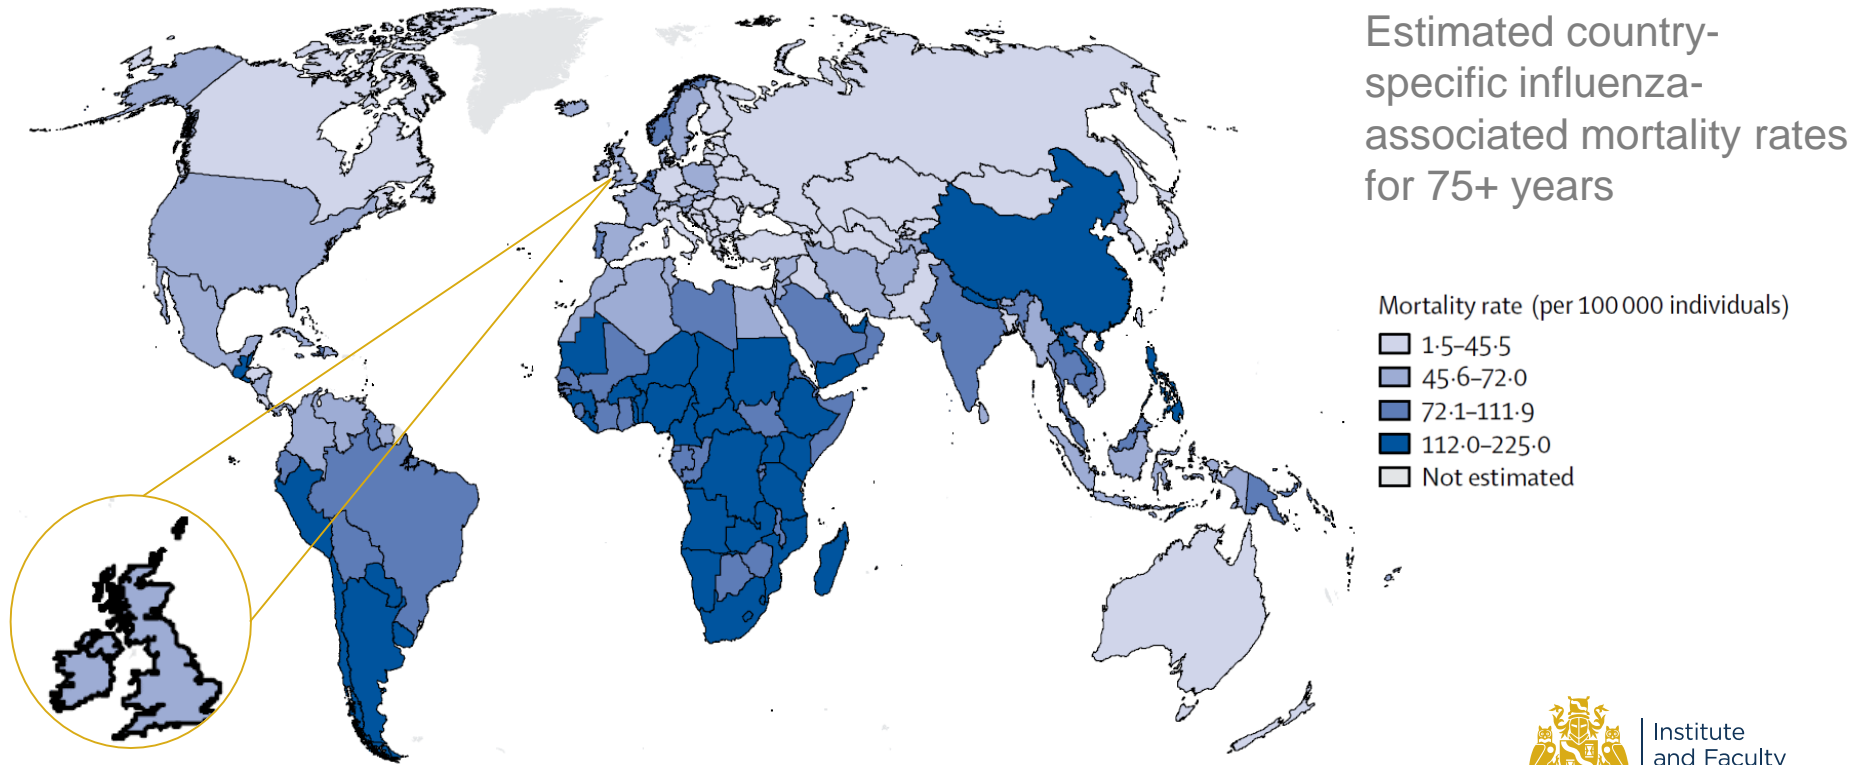 Estimated country-
specific influenza-
associated mortality rates
for 75+ years
Mortality rate (per 100 000 individuals)
1·5–45·5
45·6–72·0
72·1–111·9
112·0–225·0
Not estimated
Institute
and Faculty